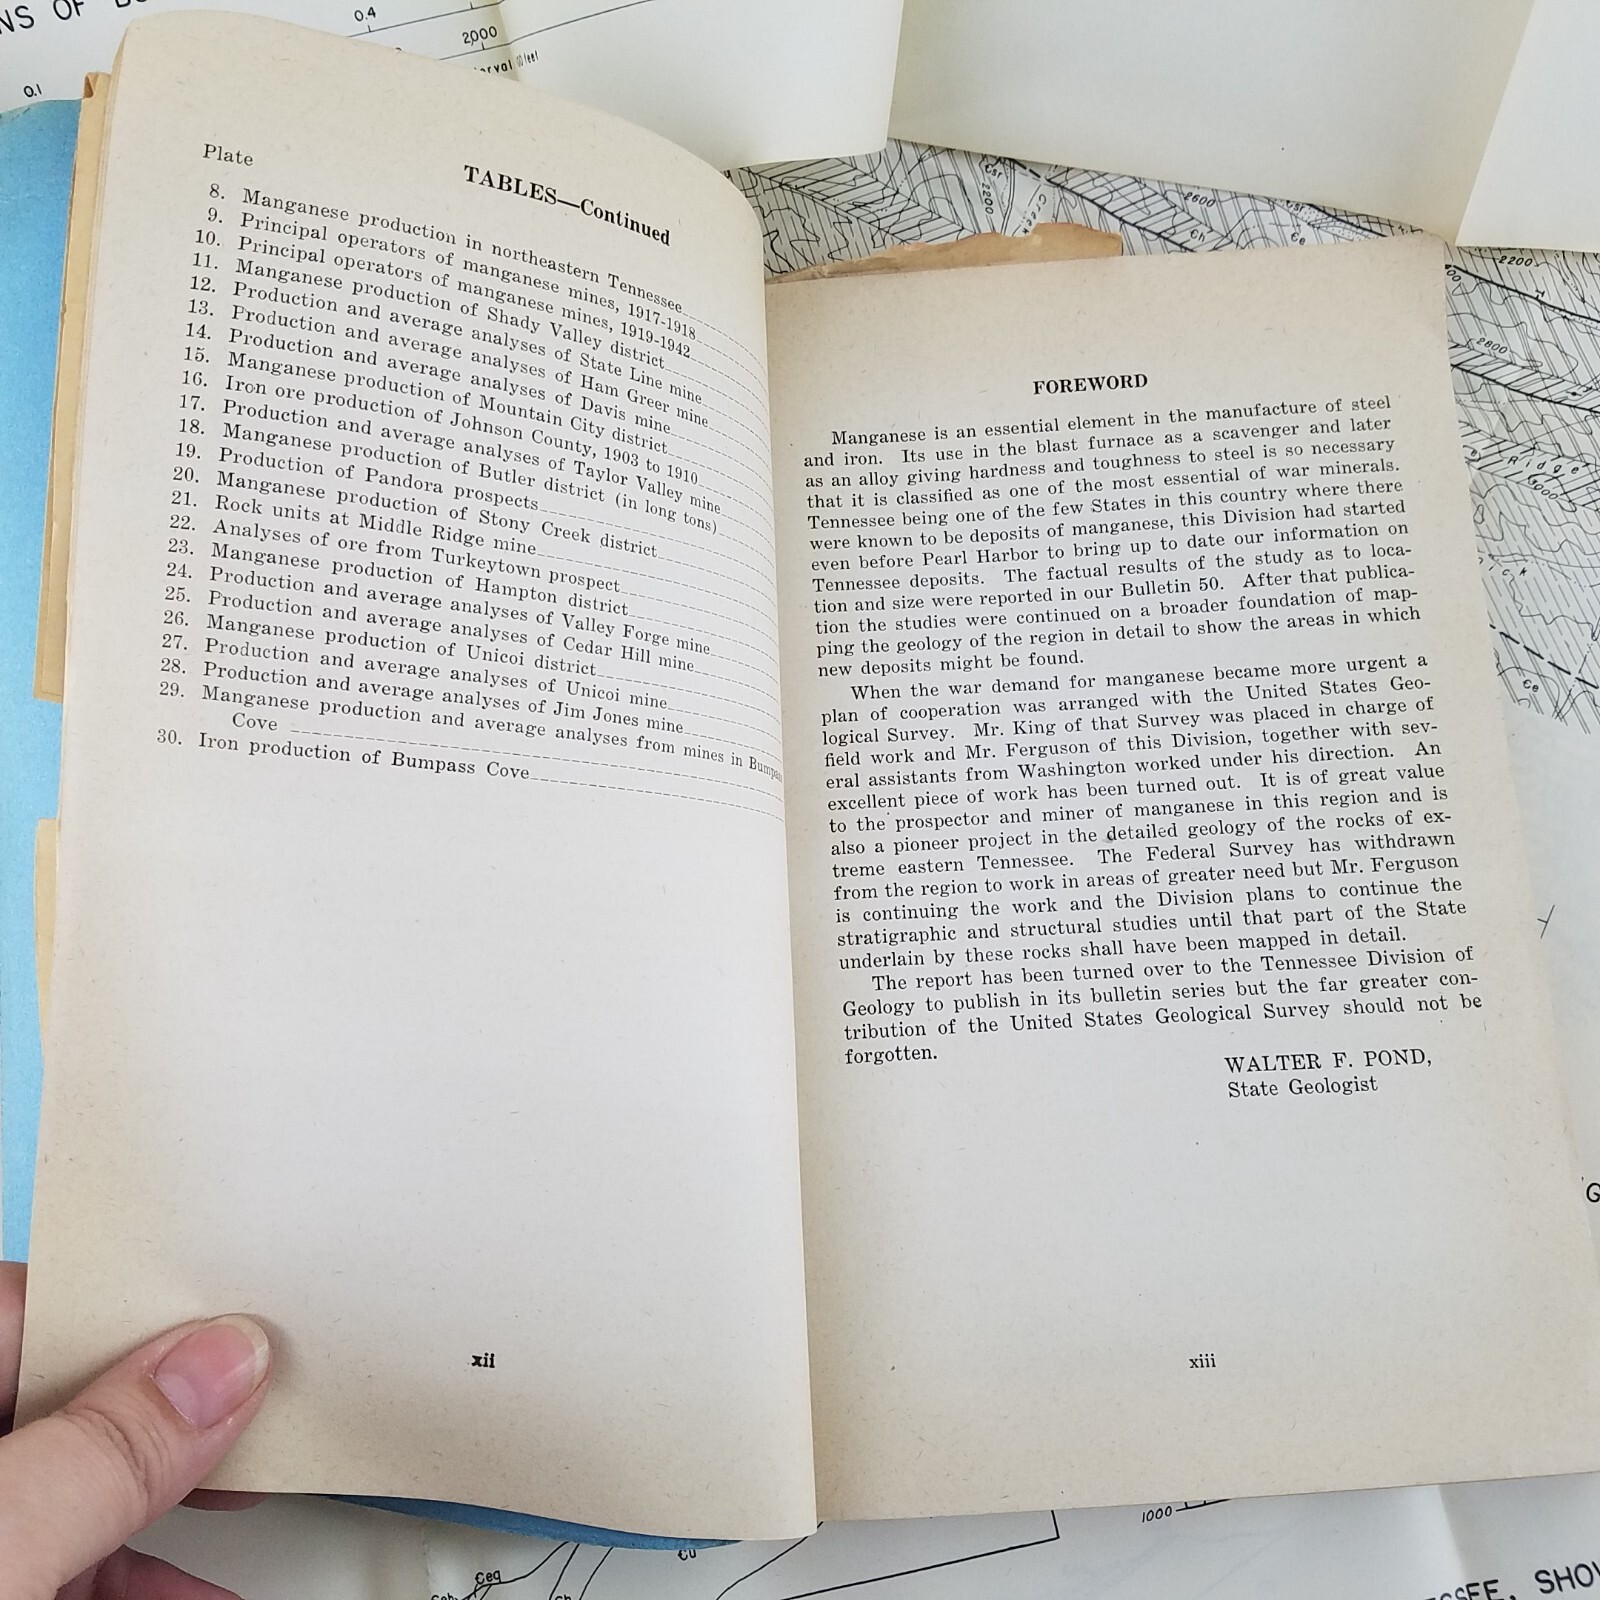 0.4
2,000
0.1
Plate
TABLES—Continued
8. Manganese production in northeastern Tennessee
9. Principal operators of manganese mines, 1917-1918
10. Principal operators of manganese mines, 1919-1942
11. Manganese production of Shady Valley district
12. Production and average analyses of State Line mine
13. Production and average analyses of Ham Greer mine
14. Production and average analyses of Davis mine
15. Manganese production of Mountain City district
16. Iron ore production of Johnson County, 1903 to 1910
17. Production and average analyses of Taylor Valley mine
18. Manganese production of Butler district (in long tons)
19. Production of Pandora prospects
20. Manganese production of Stony Creek district
21. Rock units at Middle Ridge mine
22. Analyses of ore from Turkeytown prospect
23. Manganese production of Hampton district
24. Production and average analyses of Valley Forge mine
25. Production and average analyses of Cedar Hill mine
26. Manganese production of Unicoi district
27. Production and average analyses of Unicoi mine
28. Production and average analyses of Jim Jones mine
29. Manganese production and average analyses from mines in
Cove
30. Iron production of Bumpass Cove
xii
FOREWORD
Manganese is an essential element in the manufacture of steel
and iron. Its use in the blast furnace as a scavenger and later
as an alloy giving hardness and toughness to steel is so necessary
that it is classified as one of the most essential of war minerals.
Tennessee being one of the few States in this country where there
were known to be deposits of manganese, this Division had started
even before Pearl Harbor to bring up to date our information on
Tennessee deposits. The factual results of the study as to loca-
tion and size were reported in our Bulletin 50. After that publica-
tion the studies were continued on a broader foundation of map-
ping the geology of the region in detail to show the areas in which
new deposits might be found.
When the war demand for manganese became more urgent a
plan of cooperation was arranged with the United States Geo-
logical Survey. Mr. King of that Survey was placed in charge of
field work and Mr. Ferguson of this Division, together with sev-
eral assistants from Washington worked under his direction. An
excellent piece of work has been turned out. It is of great value
to the prospector and miner of manganese in this region and is
also a pioneer project in the detailed geology of the rocks of ex-
treme eastern Tennessee. The Federal Survey has withdrawn
from the region to work in areas of greater need but Mr. Ferguson
is continuing the work and the Division plans to continue the
stratigraphic and structural studies until that part of the State
underlain by these rocks shall have been mapped in detail.
The report has been turned over to the Tennessee Division of
Geology to publish in its bulletin series but the far greater con-
tribution of the United States Geological Survey should not be
forgotten.
WALTER F. POND,
State Geologist
xiii
2200
2600
2200
2800
Ridge
3000
1000